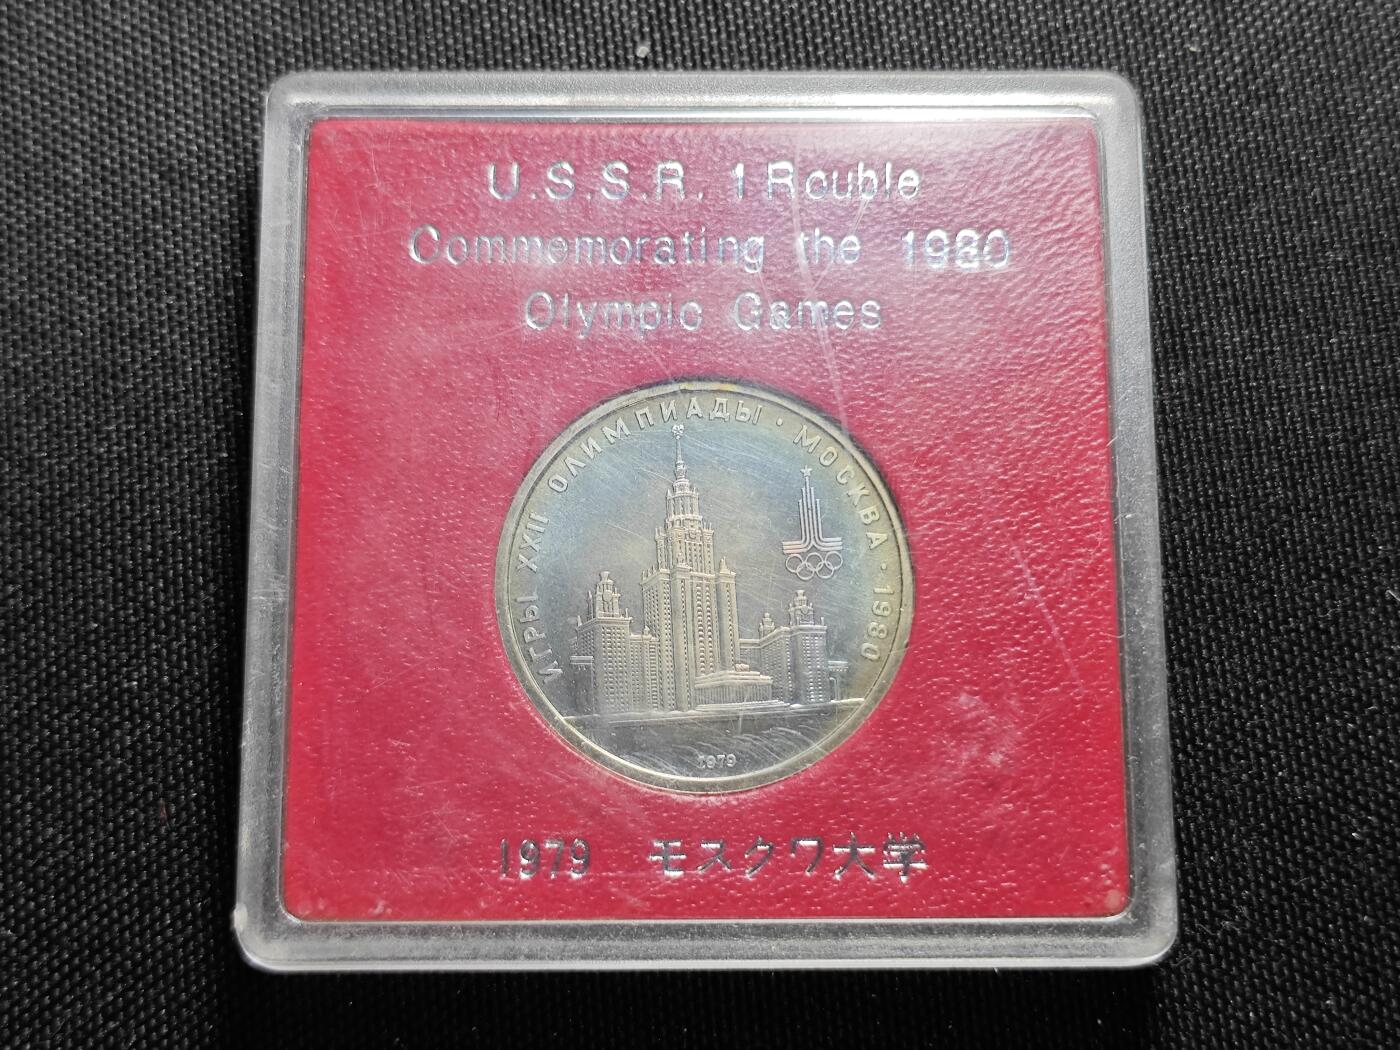 U.S.S.R. 1 Rouble
Commemorating the 1980
Olympic Games
ИГРЫ XXII ОЛИМПИАДЫ · МОСКВА · 1980
1979
1979 モスクワ大学